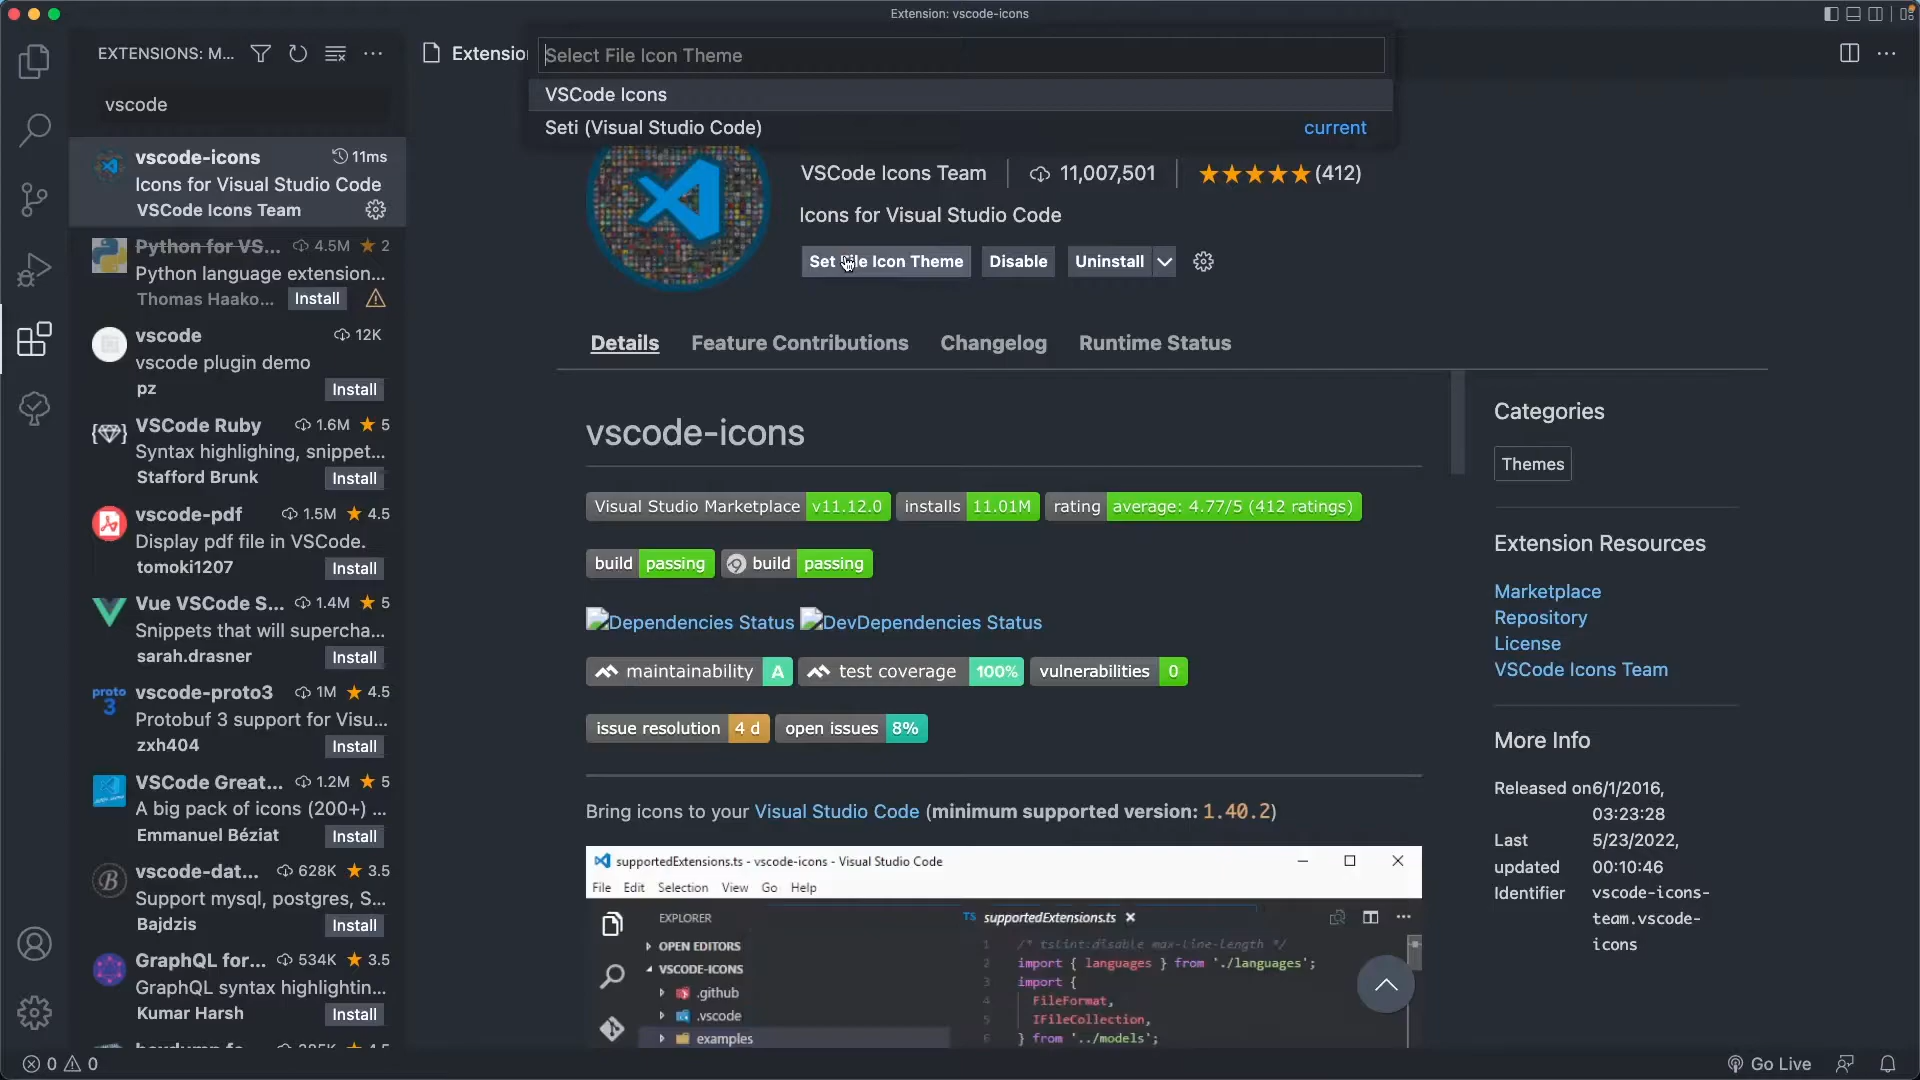 Extension: vscode-icons
EXTENSIONS: M...
vscode
vscode-icons 11ms
Icons for Visual Studio Code
VSCode Icons Team
Python for VS... 4.5M 2
Python language extension...
Thomas Haako... Install
vscode 12K
vscode plugin demo
pz Install
VSCode Ruby 1.6M 5
Syntax highlighing, snippet...
Stafford Brunk Install
vscode-pdf 1.5M 4.5
Display pdf file in VSCode.
tomoki1207 Install
Vue VSCode S... 1.4M 5
Snippets that will supercha...
sarah.drasner Install
proto
3
vscode-proto3 1M 4.5
Protobuf 3 support for Visu...
zxh404 Install
VSCode Great... 1.2M 5
A big pack of icons (200+) ...
Emmanuel Béziat Install
vscode-dat... 628K 3.5
Support mysql, postgres, S...
Bajdzis Install
GraphQL for... 534K 3.5
GraphQL syntax highlightin...
Kumar Harsh Install
Select File Icon Theme
VSCode Icons
Seti (Visual Studio Code) current
VSCode Icons Team 11,007,501 (412)
Icons for Visual Studio Code
Set File Icon Theme Disable Uninstall
Details Feature Contributions Changelog Runtime Status
vscode-icons
Visual Studio Marketplace v11.12.0 installs 11.01M rating average: 4.77/5 (412 ratings)
build passing build passing
Dependencies Status DevDependencies Status
maintainability A test coverage 100% vulnerabilities 0
issue resolution 4 d open issues 8%
Bring icons to your Visual Studio Code (minimum supported version: 1.40.2)
supportedExtensions.ts - vscode-icons - Visual Studio Code
File Edit Selection View Go Help
EXPLORER
OPEN EDITORS
VSCODE-ICONS
.github
.vscode
examples
TS supportedExtensions.ts
1 /* tslint:disable max-line-length */
2 import { languages } from './languages';
3 import {
4 FileFormat,
5 IFileCollection,
6 } from '../models';
Categories
Themes
Extension Resources
Marketplace
Repository
License
VSCode Icons Team
More Info
Released on 6/1/2016,
03:23:28
Last 5/23/2022,
updated 00:10:46
Identifier vscode-icons-
team.vscode-
icons
0 0
Go Live